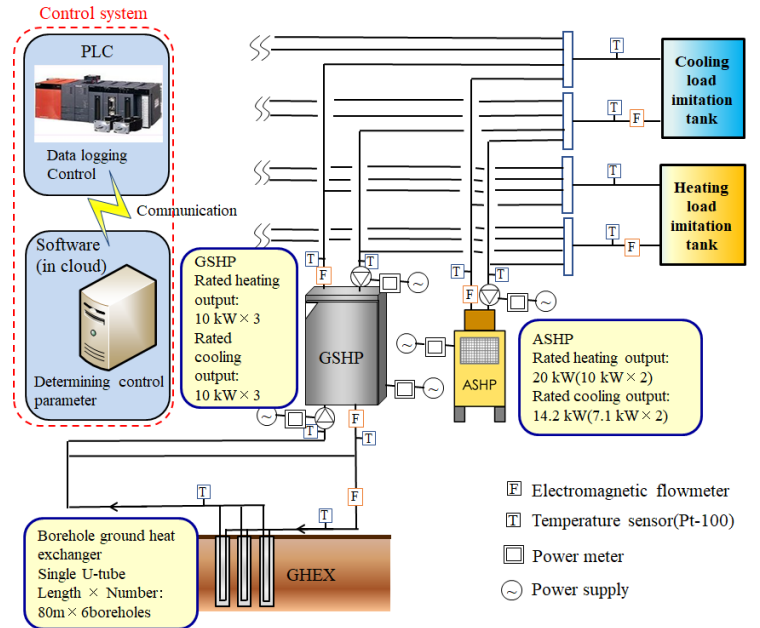 Control system
PLC
Data logging
Control
Communication
Software
(in cloud)
Determining control
parameter
GSHP
Rated heating
output:
10 kW × 3
Rated
cooling
output:
10 kW × 3
T
F
T
GSHP
T
F
T
T
F
T
F
T
ASHP
ASHP
Rated heating output:
20 kW(10 kW × 2)
Rated cooling output:
14.2 kW(7.1 kW × 2)
T
Cooling
load
imitation
tank
T
F
T
Heating
load
imitation
tank
T
F
Borehole ground heat
exchanger
Single U-tube
Length × Number:
80m × 6boreholes
T
T
F
GHEX
F Electromagnetic flowmeter
T Temperature sensor(Pt-100)
Power meter
Power supply